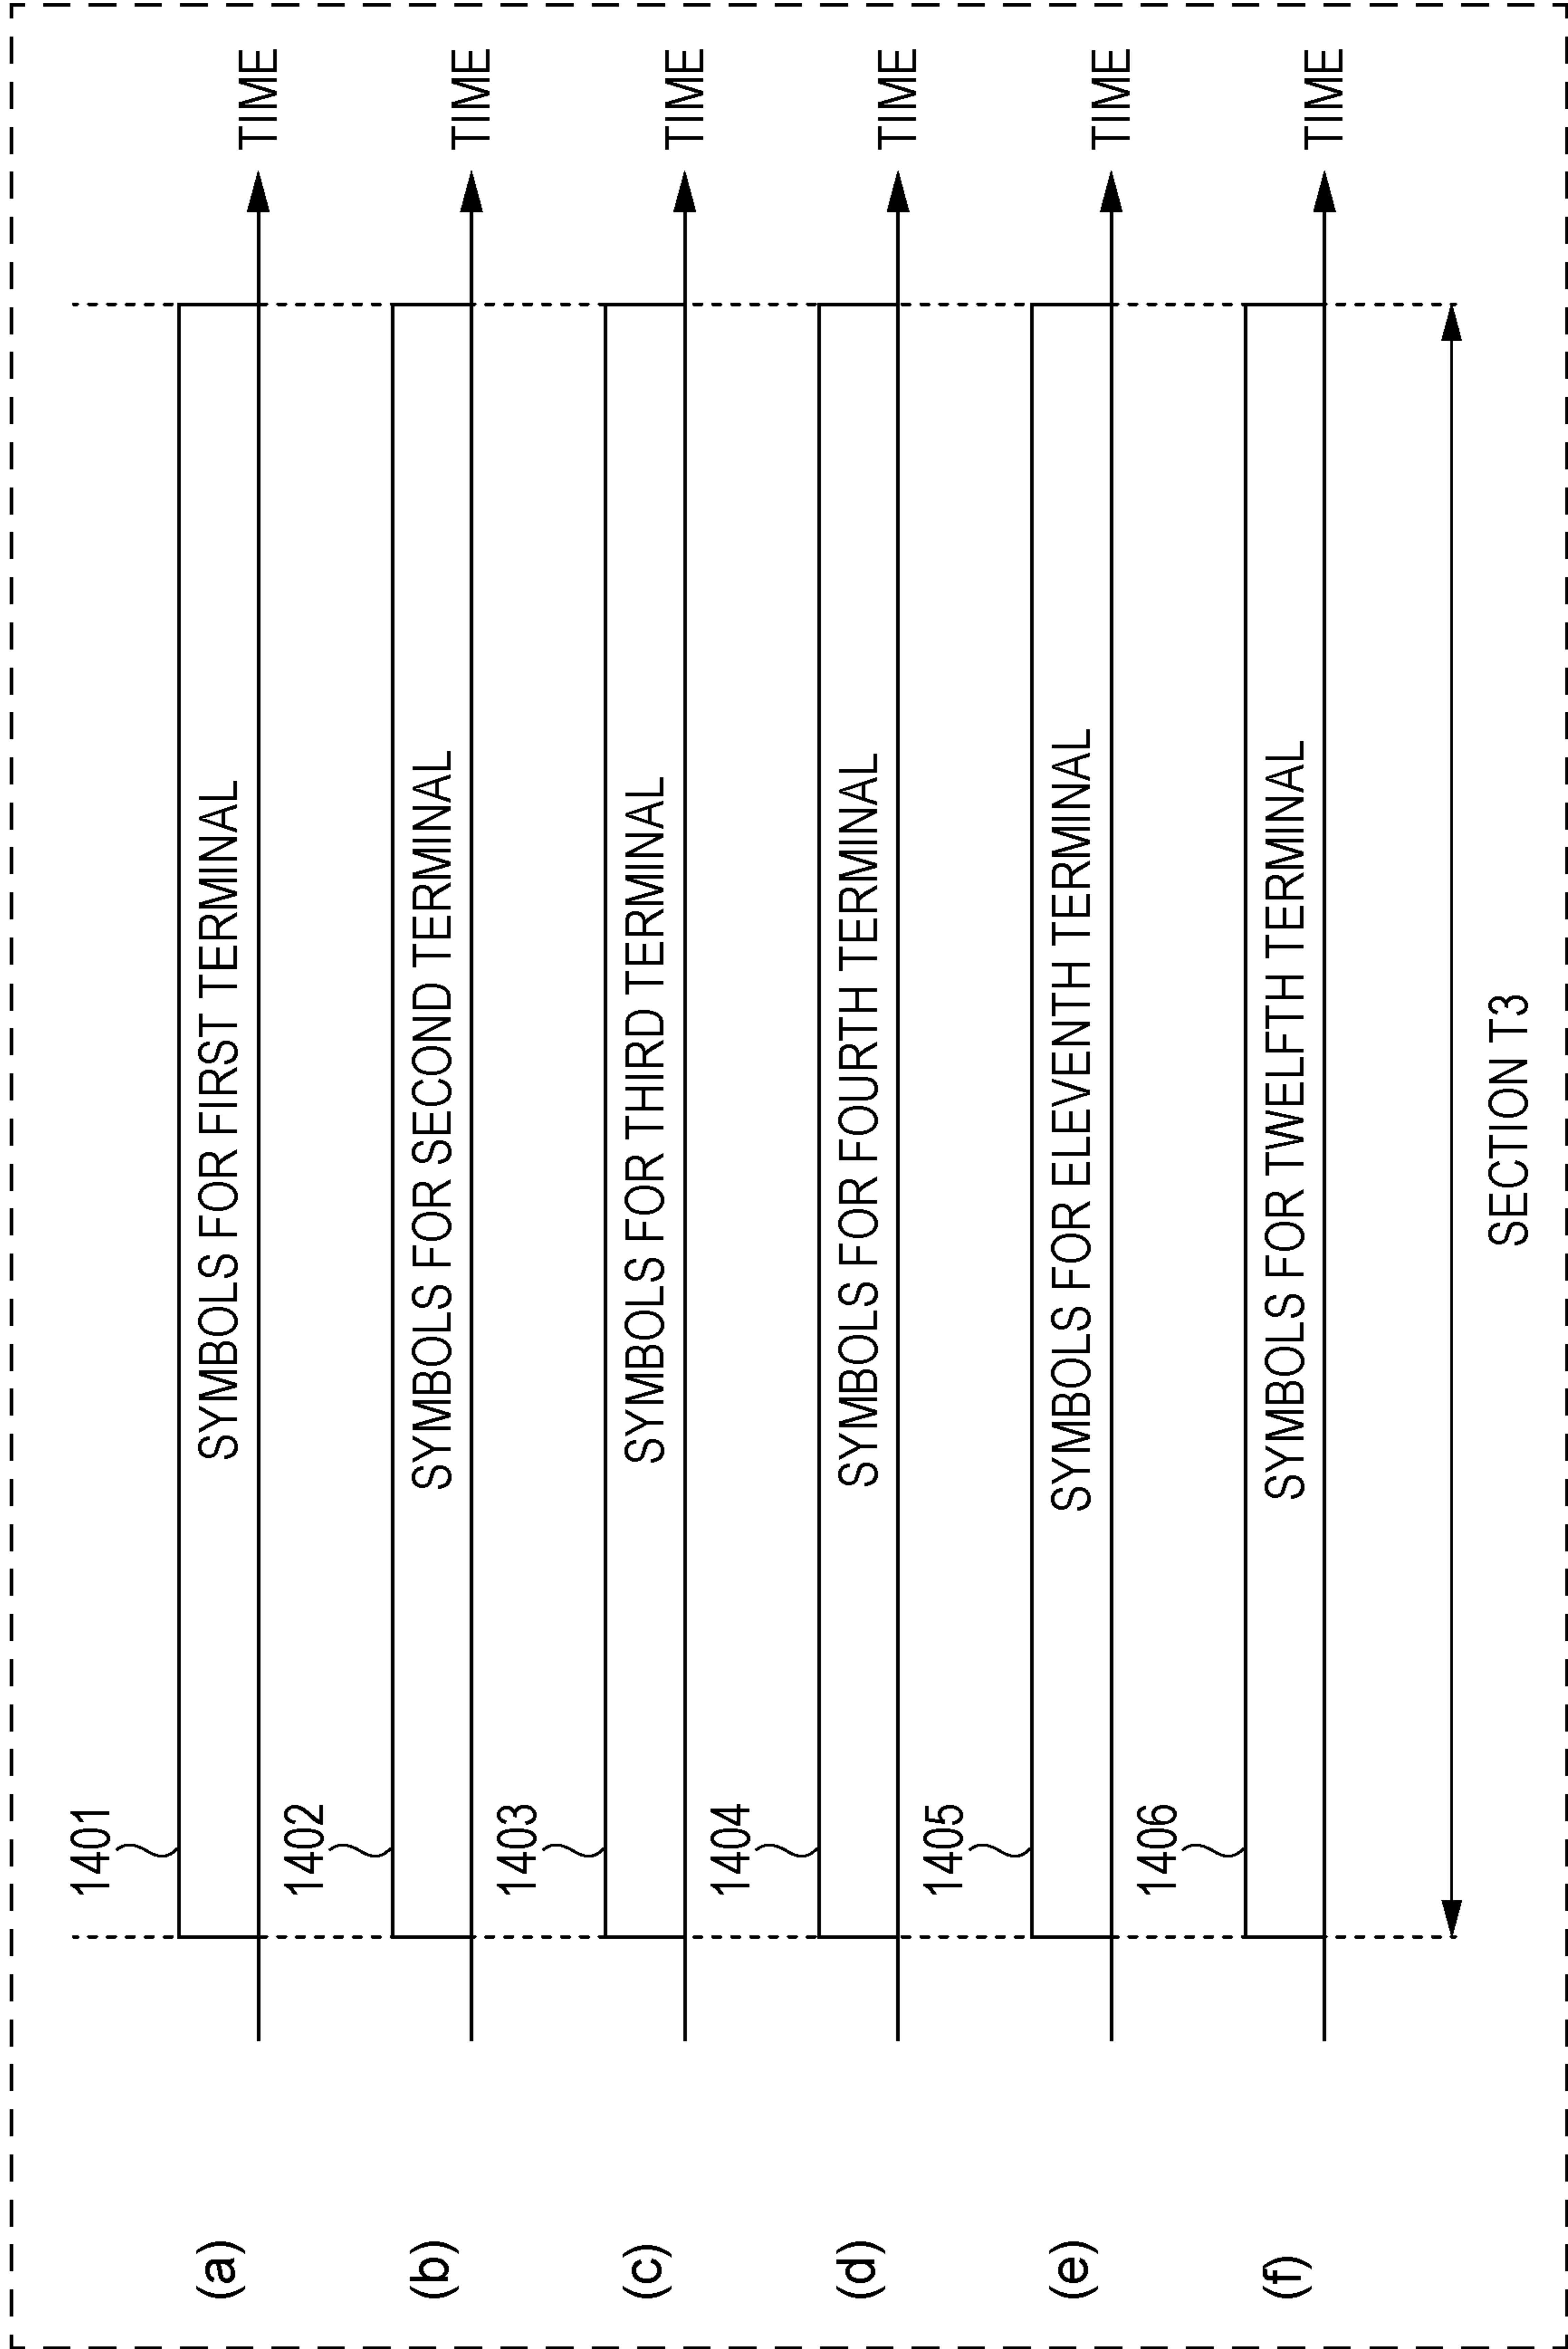 (a)
1401
SYMBOLS FOR FIRST TERMINAL
TIME
(b)
1402
SYMBOLS FOR SECOND TERMINAL
TIME
(c)
1403
SYMBOLS FOR THIRD TERMINAL
TIME
(d)
1404
SYMBOLS FOR FOURTH TERMINAL
TIME
(e)
1405
SYMBOLS FOR ELEVENTH TERMINAL
TIME
(f)
1406
SYMBOLS FOR TWELFTH TERMINAL
TIME
SECTION T3